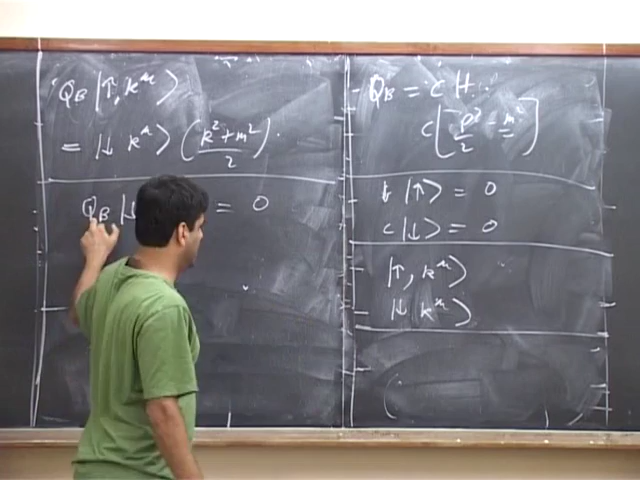 Q_B |↑, k^μ⟩
= |↓ k^μ⟩ ( (k² + m²)/2 ).
Q_B |↓ = 0
Q_B = c H
c [ -p²/2 - m²/2 ]
b |↑⟩ = 0
c |↓⟩ = 0
|↑, k^μ⟩
|↓ k^μ⟩